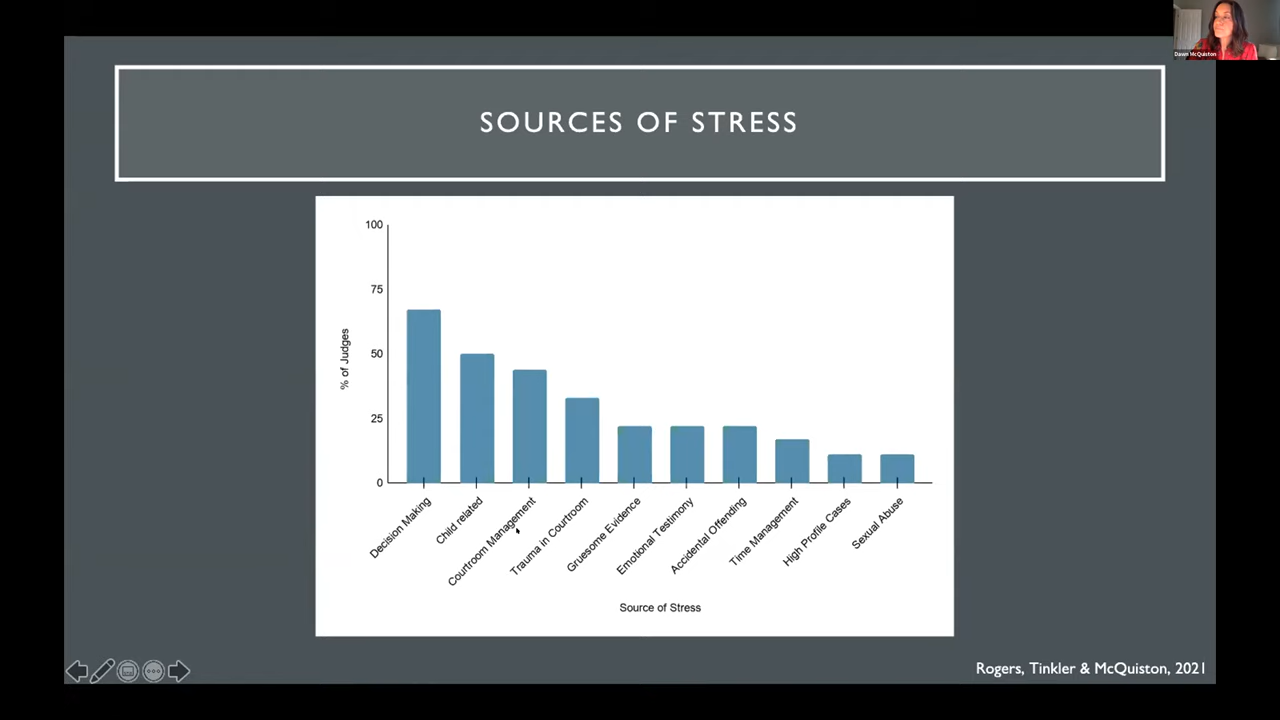 Dawn McQuiston
SOURCES OF STRESS
100
75
50
25
0
% of Judges
Decision Making
Child related
Courtroom Management
Trauma in Courtroom
Gruesome Evidence
Emotional Testimony
Accidental Offending
Time Management
High Profile Cases
Sexual Abuse
Source of Stress
Rogers, Tinkler & McQuiston, 2021